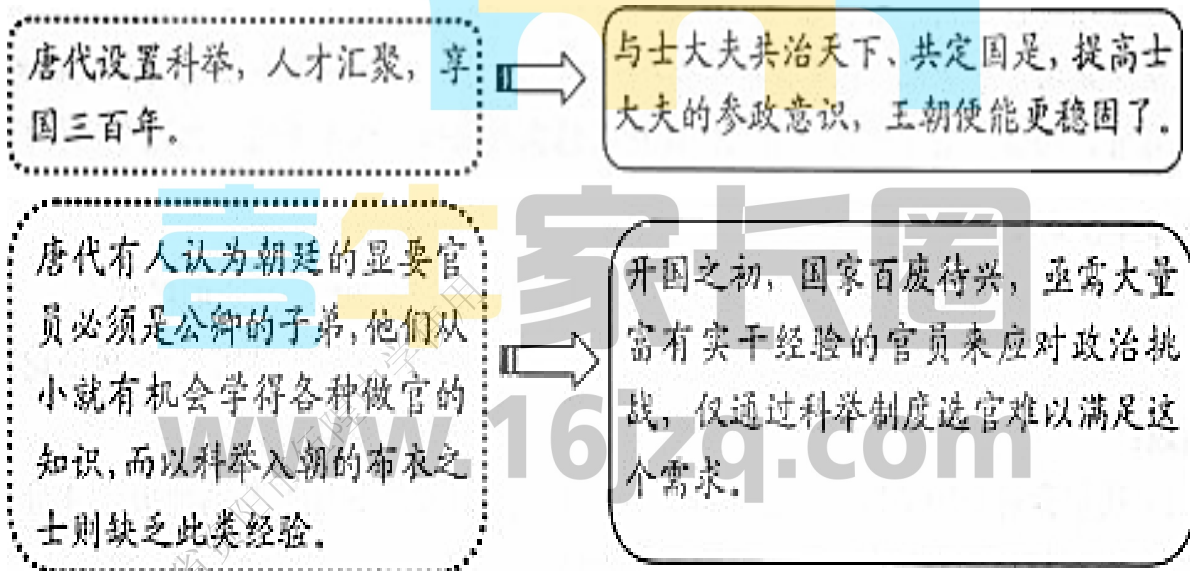 唐代设置科举，人才汇聚，享
国三百年。
与士大夫共治天下、共定国是，提高士
大夫的参政意识，王朝便能更稳固了。
唐代有人认为朝廷的显要官
员必须是公卿的子弟，他们从
小就有机会学得各种做官的
知识，而以科举入朝的布衣之
士则缺乏此类经验。
开国之初，国家百废待兴，亟需大量
富有实干经验的官员来应对政治挑
战，仅通过科举制度选官难以满足这
个需求。
家长圈
www.16jzq.com